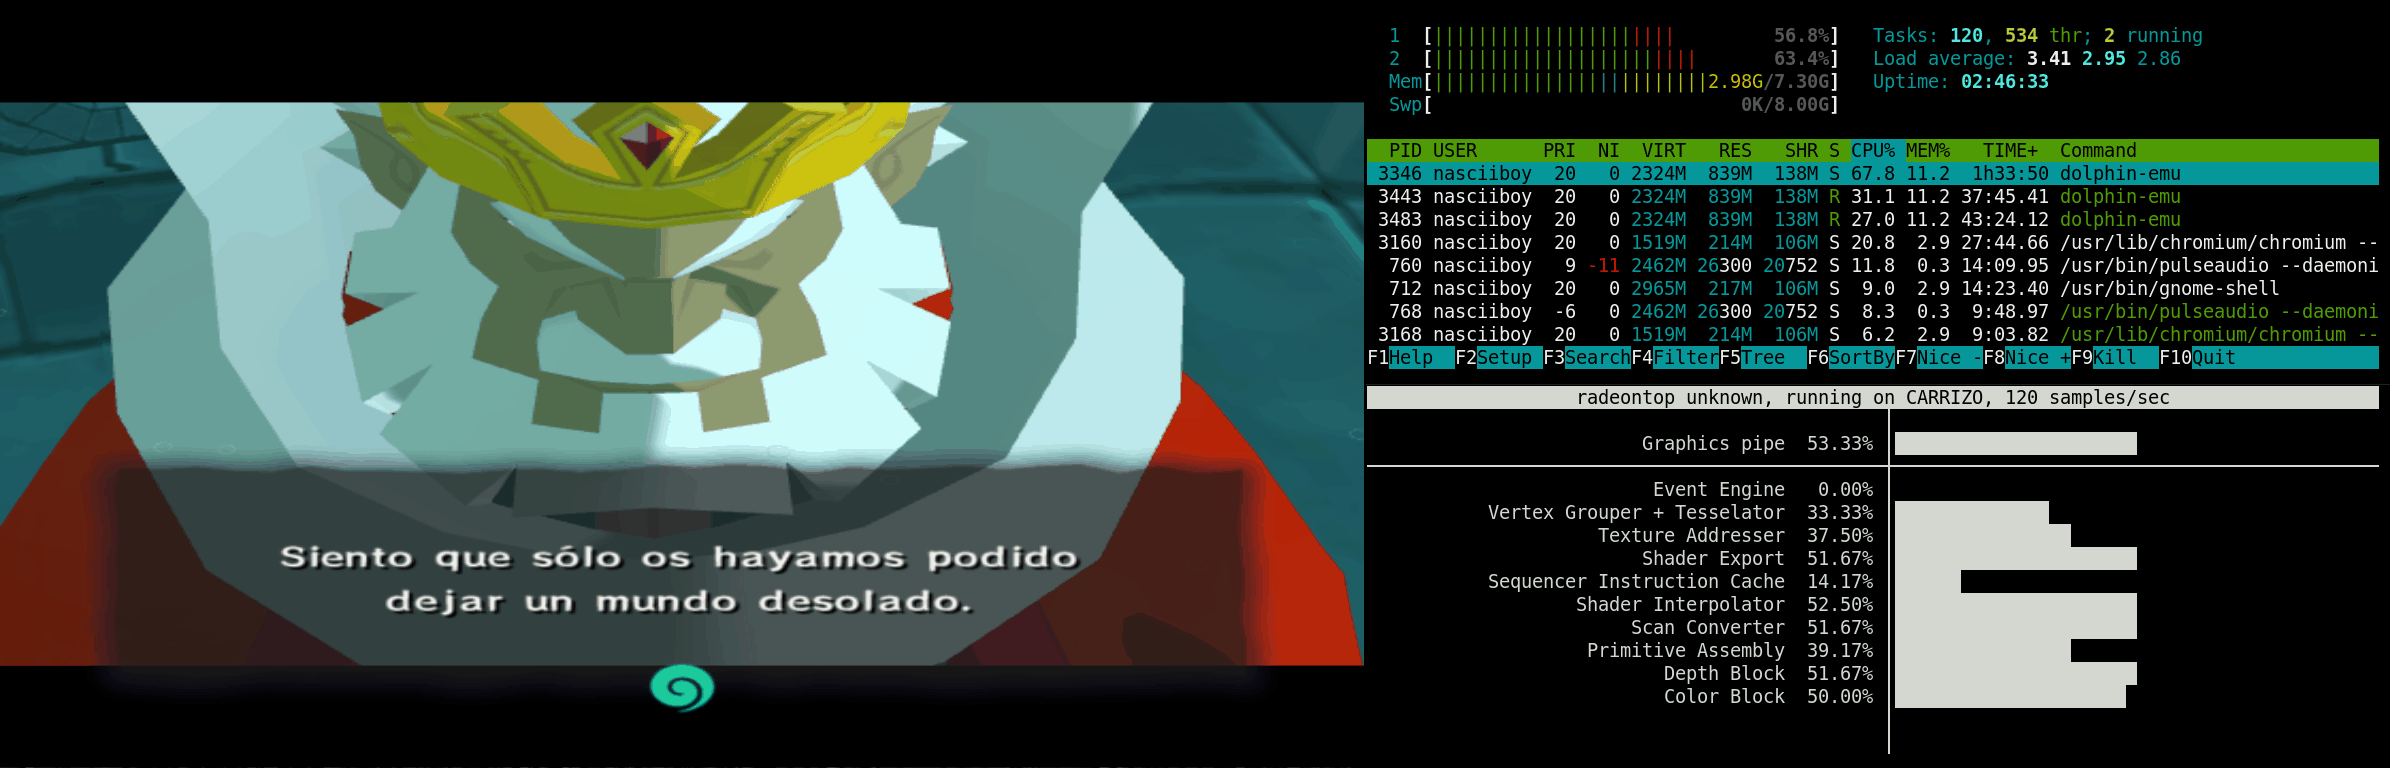 Siento que sólo os hayamos podido
dejar un mundo desolado.
1 [|||||||||||||||||||||| 56.8%] Tasks: 120, 534 thr; 2 running
2 [|||||||||||||||||||||||| 63.4%] Load average: 3.41 2.95 2.86
Mem[|||||||||||||||||||||||||2.98G/7.30G] Uptime: 02:46:33
Swp[ 0K/8.00G]
PID USER PRI NI VIRT RES SHR S CPU% MEM% TIME+ Command
3346 nasciiboy 20 0 2324M 839M 138M S 67.8 11.2 1h33:50 dolphin-emu
3443 nasciiboy 20 0 2324M 839M 138M R 31.1 11.2 37:45.41 dolphin-emu
3483 nasciiboy 20 0 2324M 839M 138M R 27.0 11.2 43:24.12 dolphin-emu
3160 nasciiboy 20 0 1519M 214M 106M S 20.8 2.9 27:44.66 /usr/lib/chromium/chromium --
760 nasciiboy 9 -11 2462M 26300 20752 S 11.8 0.3 14:09.95 /usr/bin/pulseaudio --daemoni
712 nasciiboy 20 0 2965M 217M 106M S 9.0 2.9 14:23.40 /usr/bin/gnome-shell
768 nasciiboy -6 0 2462M 26300 20752 S 8.3 0.3 9:48.97 /usr/bin/pulseaudio --daemoni
3168 nasciiboy 20 0 1519M 214M 106M S 6.2 2.9 9:03.82 /usr/lib/chromium/chromium --
F1Help F2Setup F3SearchF4FilterF5Tree F6SortByF7Nice -F8Nice +F9Kill F10Quit
radeontop unknown, running on CARRIZO, 120 samples/sec
Graphics pipe 53.33%
Event Engine 0.00%
Vertex Grouper + Tesselator 33.33%
Texture Addresser 37.50%
Shader Export 51.67%
Sequencer Instruction Cache 14.17%
Shader Interpolator 52.50%
Scan Converter 51.67%
Primitive Assembly 39.17%
Depth Block 51.67%
Color Block 50.00%